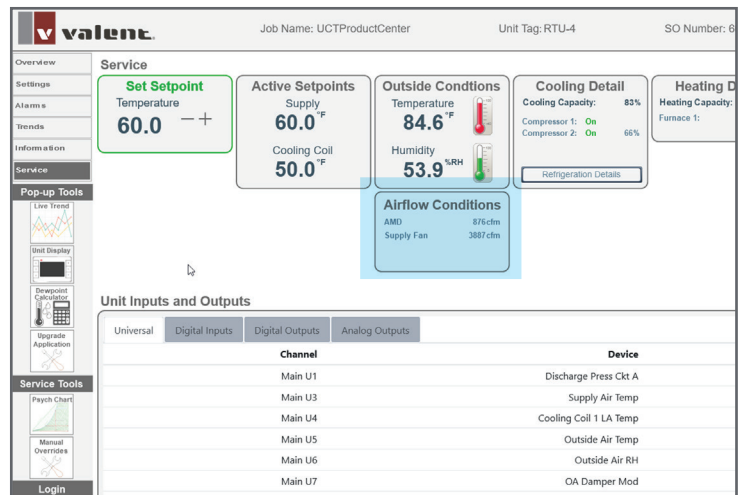 valent
Job Name: UCTProductCenter
Unit Tag: RTU-4
SO Number: 6
Overview
Settings
Alarms
Trends
Information
Service
Pop-up Tools
Live Trend
Unit Display
Dewpoint
Calculator
Upgrade
Application
Service Tools
Psych Chart
Manual
Overrides
Login
Service
Set Setpoint
Temperature
60.0 −+
Active Setpoints
Supply
60.0 °F
Cooling Coil
50.0 °F
Outside Condtions
Temperature
84.6 °F
Humidity
53.9 %RH
Cooling Detail
Cooling Capacity: 83%
Compressor 1: On
Compressor 2: On 66%
Refrigeration Details
Heating D
Heating Capacity:
Furnace 1:
Airflow Conditions
AMD 876cfm
Supply Fan 3887cfm
Unit Inputs and Outputs
Universal Digital Inputs Digital Outputs Analog Outputs
Channel Device
Main U1 Discharge Press Ckt A
Main U3 Supply Air Temp
Main U4 Cooling Coil 1 LA Temp
Main U5 Outside Air Temp
Main U6 Outside Air RH
Main U7 OA Damper Mod